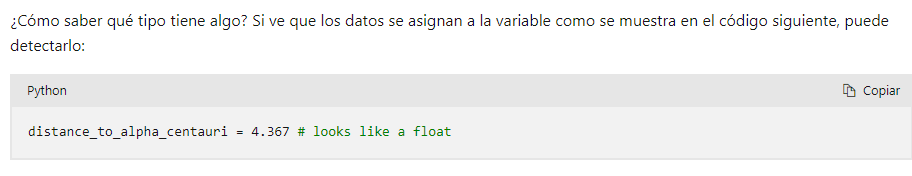 ¿Cómo saber qué tipo tiene algo? Si ve que los datos se asignan a la variable como se muestra en el código siguiente, puede
detectarlo:
Python Copiar
distance_to_alpha_centauri = 4.367 # looks like a float